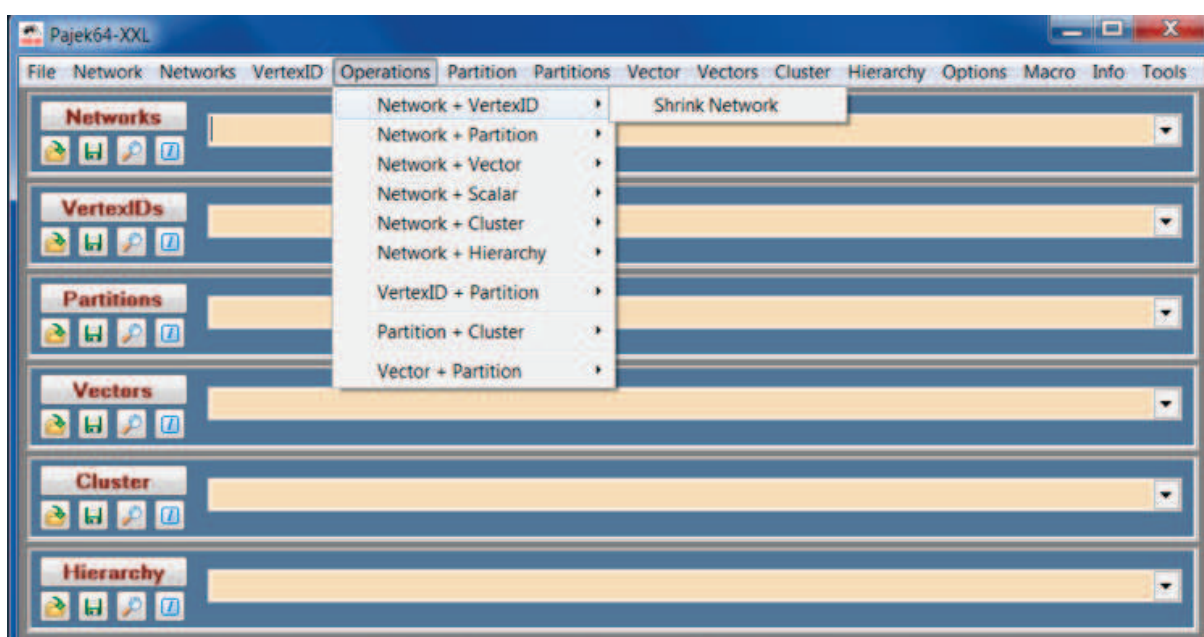 Pajek64-XXL
File Network Networks VertexID Operations Partition Partitions Vector Vectors Cluster Hierarchy Options Macro Info Tools
Network + VertexID
Shrink Network
Network + Partition
Network + Vector
Network + Scalar
Network + Cluster
Network + Hierarchy
VertexID + Partition
Partition + Cluster
Vector + Partition
Networks
VertexIDs
Partitions
Vectors
Cluster
Hierarchy